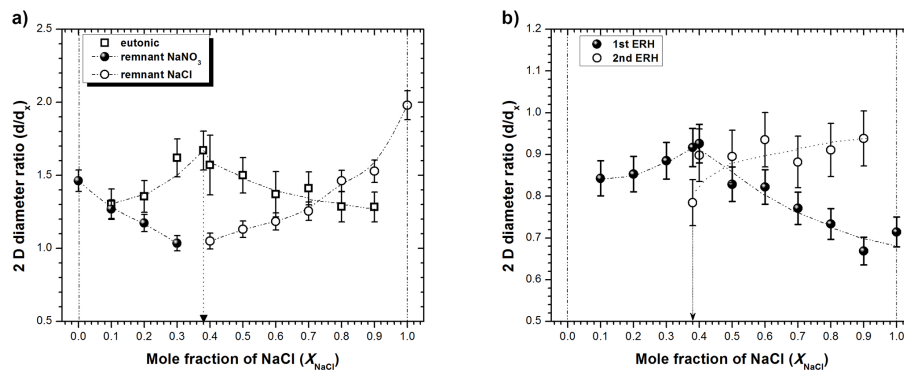 a)
eutonic
remnant NaNO3
remnant NaCl
2 D diameter ratio (d/dx)
2.5
2.0
1.5
1.0
0.5
0.0 0.1 0.2 0.3 0.4 0.5 0.6 0.7 0.8 0.9 1.0
Mole fraction of NaCl (XNaCl)
b)
1st ERH
2nd ERH
2 D diameter ratio (d/dx)
1.2
1.1
1.0
0.9
0.8
0.7
0.6
0.5
0.0 0.1 0.2 0.3 0.4 0.5 0.6 0.7 0.8 0.9 1.0
Mole fraction of NaCl (XNaCl)